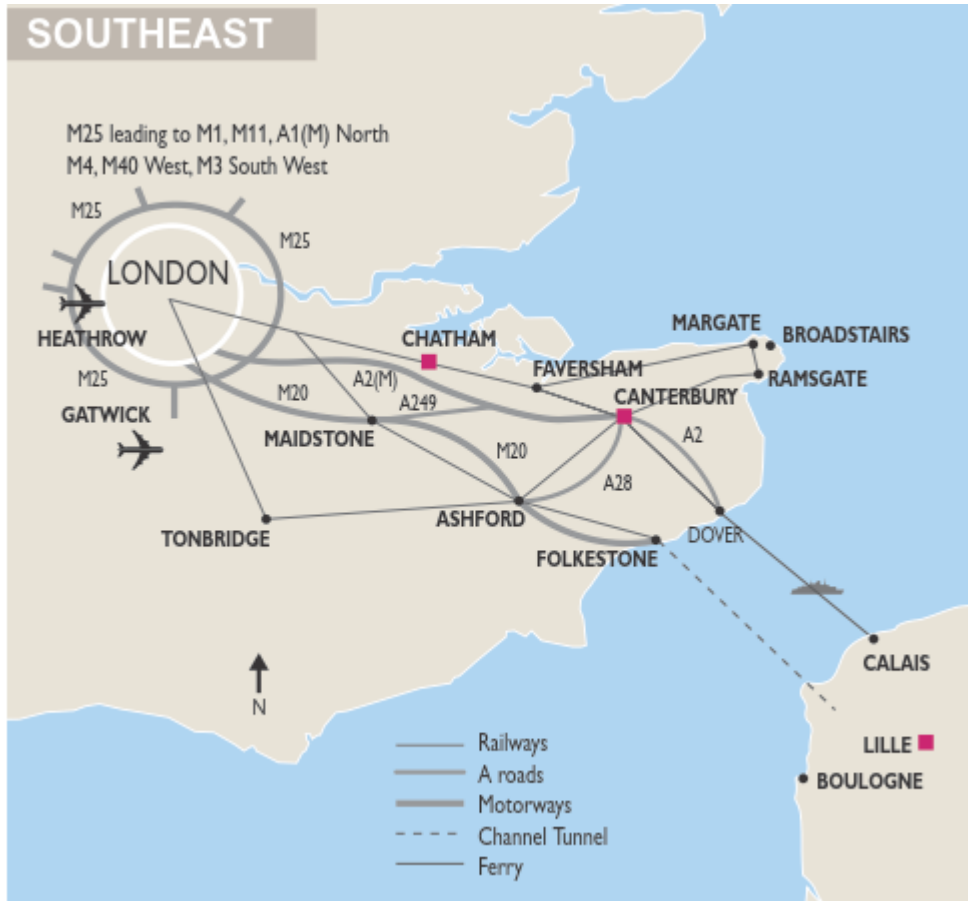 SOUTHEAST
M25 leading to M1, M11, A1(M) North
M4, M40 West, M3 South West
M25
M25
LONDON
HEATHROW
MARGATE
BROADSTAIRS
CHATHAM
FAVERSHAM
RAMSGATE
M25
M20
A2(M)
A249
CANTERBURY
GATWICK
MAIDSTONE
M20
A2
A28
ASHFORD
TONBRIDGE
DOVER
FOLKESTONE
CALAIS
N
LILLE
BOULOGNE
Railways
A roads
Motorways
Channel Tunnel
Ferry